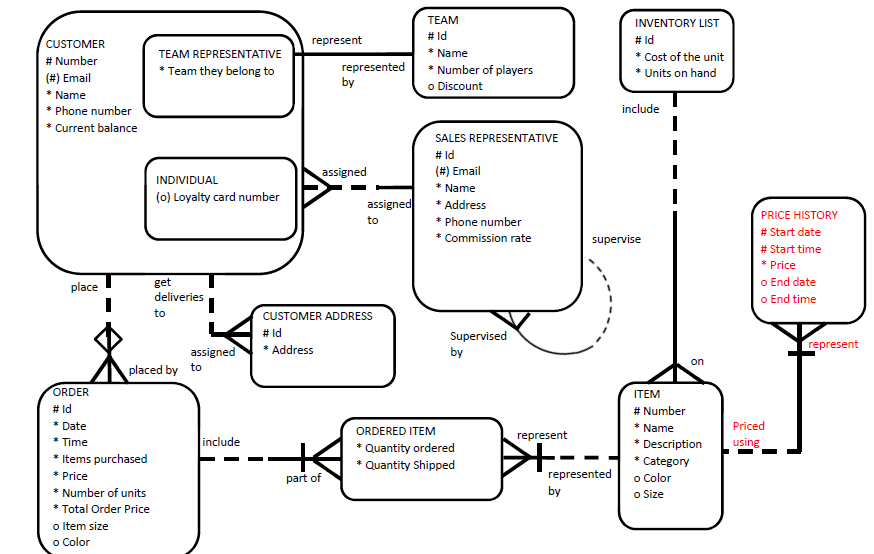 CUSTOMER
# Number
(#) Email
* Name
* Phone number
* Current balance
TEAM REPRESENTATIVE
* Team they belong to
INDIVIDUAL
(o) Loyalty card number
represent
represented
by
TEAM
# Id
* Name
* Number of players
o Discount
INVENTORY LIST
# Id
* Cost of the unit
* Units on hand
include
assigned
assigned
to
SALES REPRESENTATIVE
# Id
(#) Email
* Name
* Address
* Phone number
* Commission rate
supervise
Supervised
by
PRICE HISTORY
# Start date
# Start time
* Price
o End date
o End time
represent
Priced
using
on
place
placed by
get
deliveries
to
assigned
to
CUSTOMER ADDRESS
# Id
* Address
ORDER
# Id
* Date
* Time
* Items purchased
* Price
* Number of units
* Total Order Price
o Item size
o Color
include
part of
ORDERED ITEM
* Quantity ordered
* Quantity Shipped
represent
represented
by
ITEM
# Number
* Name
* Description
* Category
o Color
o Size